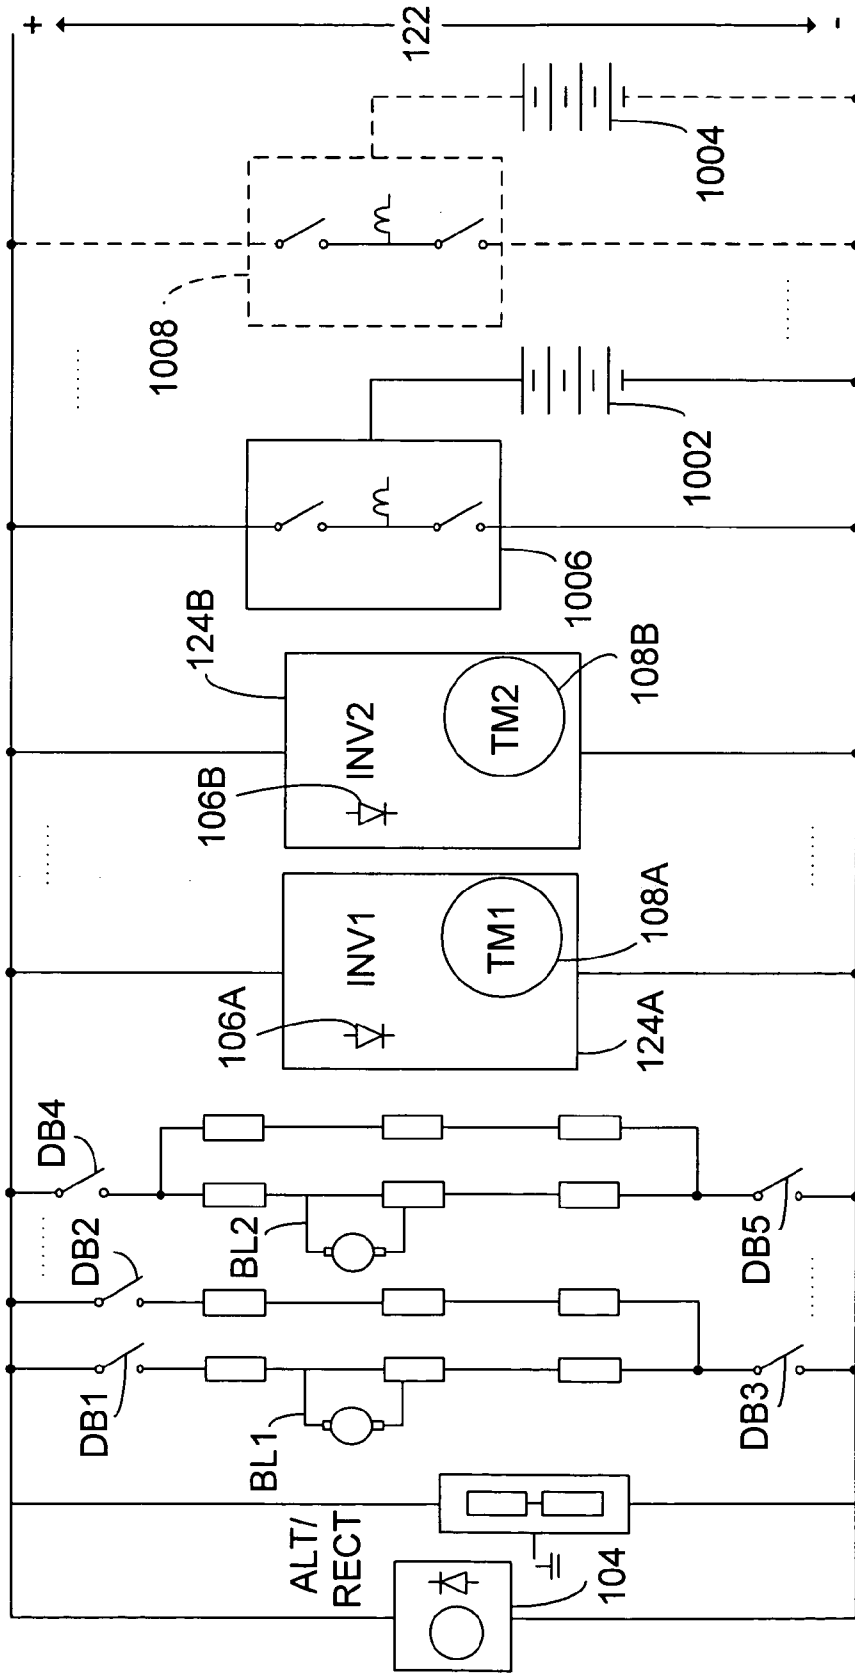 +
122
-
1008
1004
1002
1006
124B
INV2
106B
TM2
108B
INV1
106A
TM1
108A
124A
DB4
DB2
BL2
DB5
DB1
BL1
DB3
ALT/
RECT
104